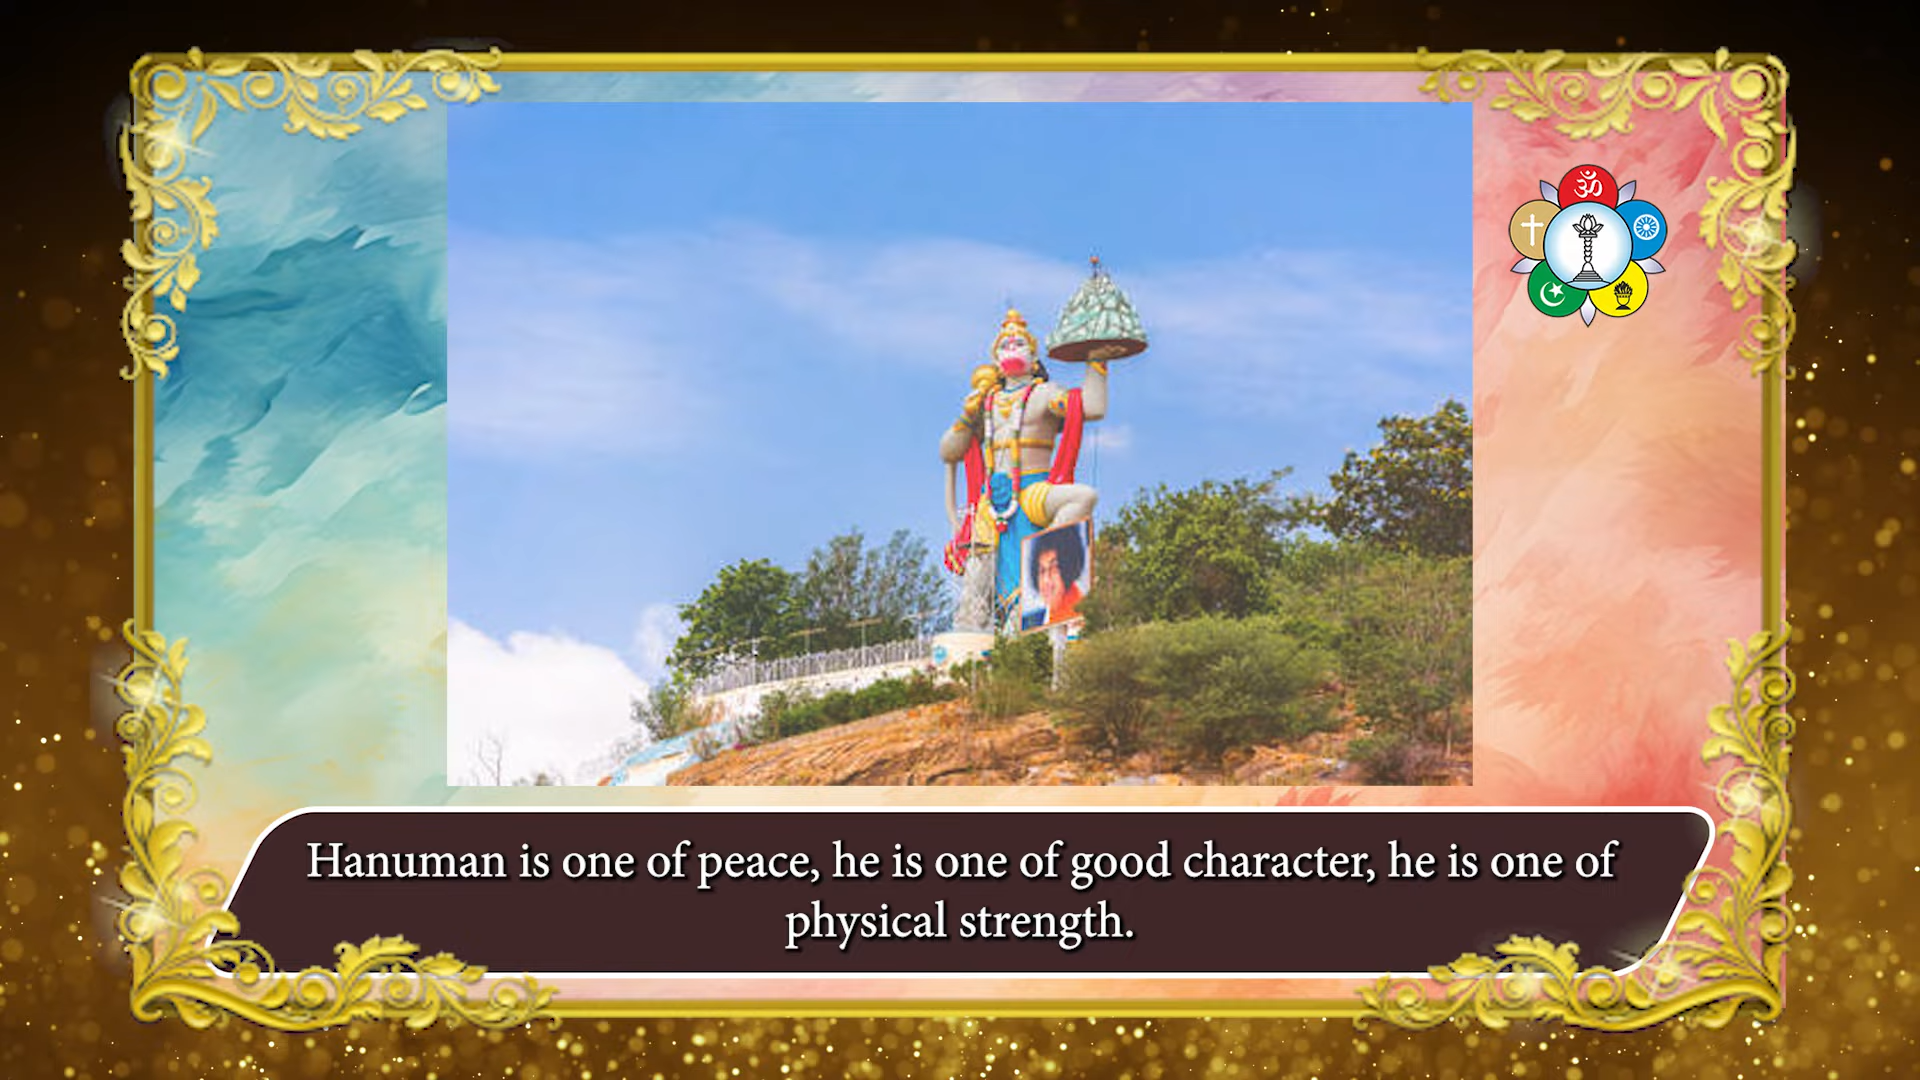 ॐ
Hanuman is one of peace, he is one of good character, he is one of
physical strength.